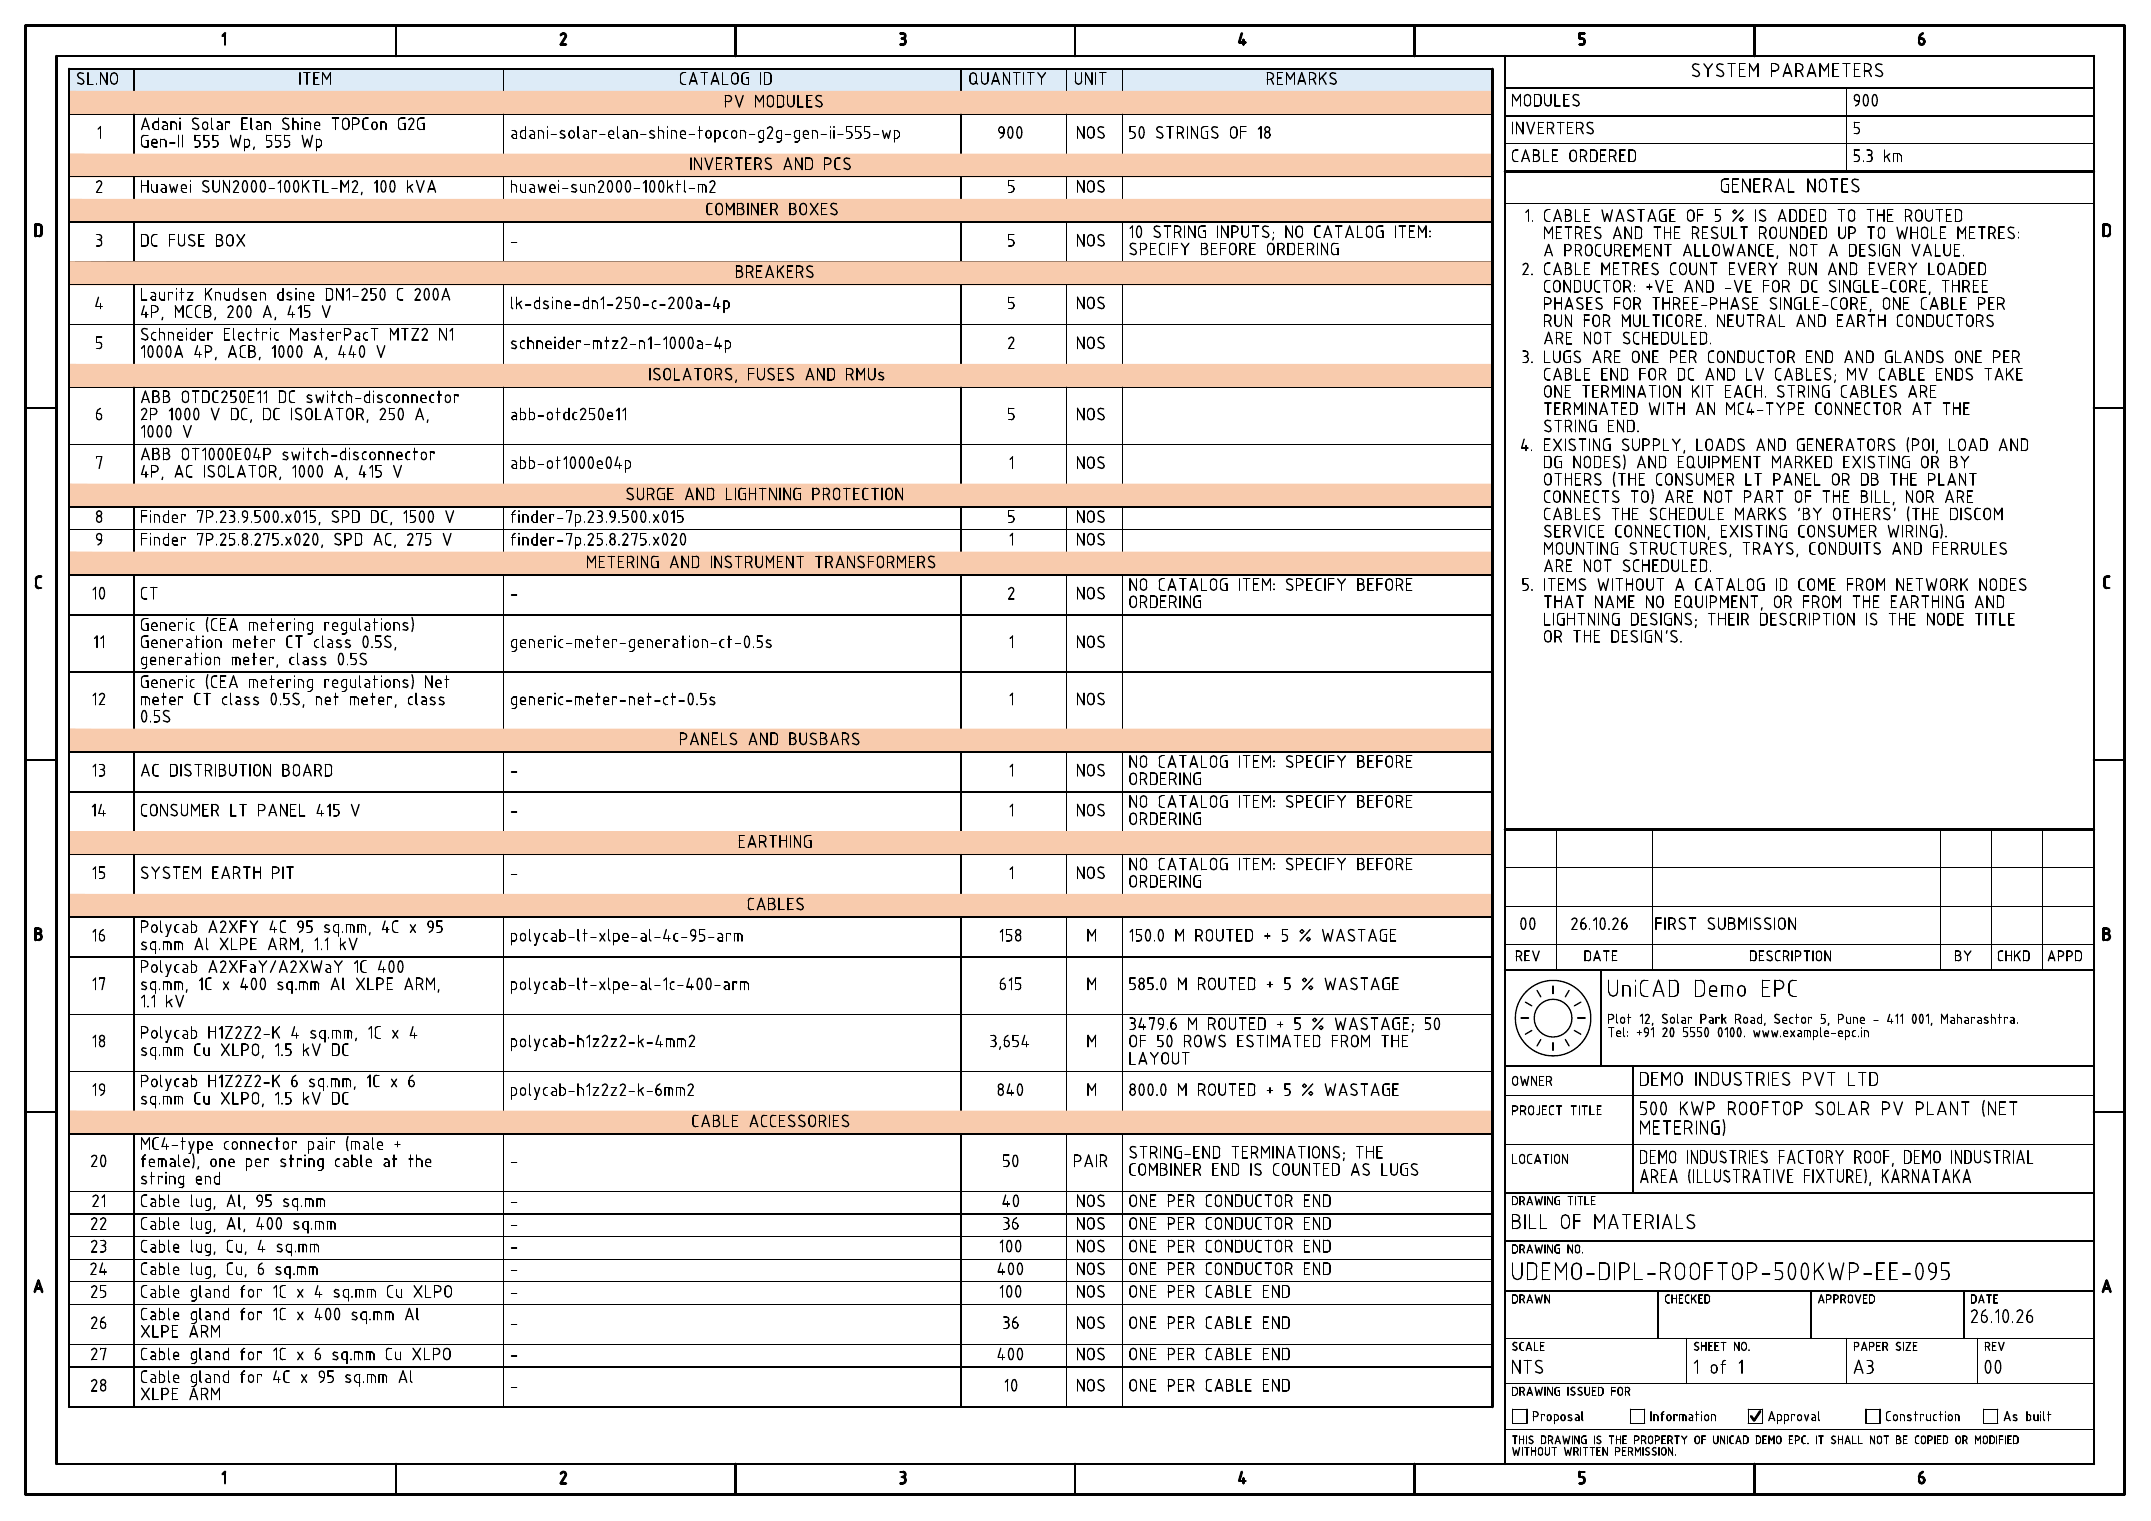 1 2 3 4 5 6
SL.NO ITEM CATALOG ID QUANTITY UNIT REMARKS
PV MODULES
1 Adani Solar Elan Shine TOPCon G2G adani-solar-elan-shine-topcon-g2g-gen-ii-555-wp 900 NOS 50 STRINGS OF 18
Gen-II 555 Wp, 555 Wp
INVERTERS AND PCS
2 Huawei SUN2000-100KTL-M2, 100 kVA huawei-sun2000-100ktl-m2 5 NOS
COMBINER BOXES
3 DC FUSE BOX - 5 NOS 10 STRING INPUTS; NO CATALOG ITEM:
SPECIFY BEFORE ORDERING
BREAKERS
4 Lauritz Knudsen dsine DN1-250 C 200A lk-dsine-dn1-250-c-200a-4p 5 NOS
4P, MCCB, 200 A, 415 V
5 Schneider Electric MasterPacT MTZ2 N1 schneider-mtz2-n1-1000a-4p 2 NOS
1000A 4P, ACB, 1000 A, 440 V
ISOLATORS, FUSES AND RMUs
6 ABB OTDC250E11 DC switch-disconnector abb-otdc250e11 5 NOS
2P 1000 V DC, DC ISOLATOR, 250 A,
1000 V
7 ABB OT1000E04P switch-disconnector abb-ot1000e04p 1 NOS
4P, AC ISOLATOR, 1000 A, 415 V
SURGE AND LIGHTNING PROTECTION
8 Finder 7P.23.9.500.x015, SPD DC, 1500 V finder-7p.23.9.500.x015 5 NOS
9 Finder 7P.25.8.275.x020, SPD AC, 275 V finder-7p.25.8.275.x020 1 NOS
METERING AND INSTRUMENT TRANSFORMERS
10 CT - 2 NOS NO CATALOG ITEM: SPECIFY BEFORE
ORDERING
11 Generic (CEA metering regulations) generic-meter-generation-ct-0.5s 1 NOS
Generation meter CT class 0.5S,
generation meter, class 0.5S
12 Generic (CEA metering regulations) Net generic-meter-net-ct-0.5s 1 NOS
meter CT class 0.5S, net meter, class
0.5S
PANELS AND BUSBARS
13 AC DISTRIBUTION BOARD - 1 NOS NO CATALOG ITEM: SPECIFY BEFORE
ORDERING
14 CONSUMER LT PANEL 415 V - 1 NOS NO CATALOG ITEM: SPECIFY BEFORE
ORDERING
EARTHING
15 SYSTEM EARTH PIT - 1 NOS NO CATALOG ITEM: SPECIFY BEFORE
ORDERING
CABLES
16 Polycab A2XFY 4C 95 sq.mm, 4C x 95 polycab-lt-xlpe-al-4c-95-arm 158 M 150.0 M ROUTED + 5 % WASTAGE
sq.mm Al XLPE ARM, 1.1 kV
17 Polycab A2XFaY/A2XWaY 1C 400 polycab-lt-xlpe-al-1c-400-arm 615 M 585.0 M ROUTED + 5 % WASTAGE
sq.mm, 1C x 400 sq.mm Al XLPE ARM,
1.1 kV
18 Polycab H1Z2Z2-K 4 sq.mm, 1C x 4 polycab-h1z2z2-k-4mm2 3,654 M 3479.6 M ROUTED + 5 % WASTAGE; 50
sq.mm Cu XLPO, 1.5 kV DC OF 50 ROWS ESTIMATED FROM THE
LAYOUT
19 Polycab H1Z2Z2-K 6 sq.mm, 1C x 6 polycab-h1z2z2-k-6mm2 840 M 800.0 M ROUTED + 5 % WASTAGE
sq.mm Cu XLPO, 1.5 kV DC
CABLE ACCESSORIES
20 MC4-type connector pair (male + - 50 PAIR STRING-END TERMINATIONS; THE
female), one per string cable at the COMBINER END IS COUNTED AS LUGS
string end
21 Cable lug, Al, 95 sq.mm - 40 NOS ONE PER CONDUCTOR END
22 Cable lug, Al, 400 sq.mm - 36 NOS ONE PER CONDUCTOR END
23 Cable lug, Cu, 4 sq.mm - 100 NOS ONE PER CONDUCTOR END
24 Cable lug, Cu, 6 sq.mm - 400 NOS ONE PER CONDUCTOR END
25 Cable gland for 1C x 4 sq.mm Cu XLPO - 100 NOS ONE PER CABLE END
26 Cable gland for 1C x 400 sq.mm Al - 36 NOS ONE PER CABLE END
XLPE ARM
27 Cable gland for 1C x 6 sq.mm Cu XLPO - 400 NOS ONE PER CABLE END
28 Cable gland for 4C x 95 sq.mm Al - 10 NOS ONE PER CABLE END
XLPE ARM
SYSTEM PARAMETERS
MODULES 900
INVERTERS 5
CABLE ORDERED 5.3 km
GENERAL NOTES
1. CABLE WASTAGE OF 5 % IS ADDED TO THE ROUTED
METRES AND THE RESULT ROUNDED UP TO WHOLE METRES:
A PROCUREMENT ALLOWANCE, NOT A DESIGN VALUE.
2. CABLE METRES COUNT EVERY RUN AND EVERY LOADED
CONDUCTOR: +VE AND -VE FOR DC SINGLE-CORE, THREE
PHASES FOR THREE-PHASE SINGLE-CORE, ONE CABLE PER
RUN FOR MULTICORE. NEUTRAL AND EARTH CONDUCTORS
ARE NOT SCHEDULED.
3. LUGS ARE ONE PER CONDUCTOR END AND GLANDS ONE PER
CABLE END FOR DC AND LV CABLES; MV CABLE ENDS TAKE
ONE TERMINATION KIT EACH. STRING CABLES ARE
TERMINATED WITH AN MC4-TYPE CONNECTOR AT THE
STRING END.
4. EXISTING SUPPLY, LOADS AND GENERATORS (POI, LOAD AND
DG NODES) AND EQUIPMENT MARKED EXISTING OR BY
OTHERS (THE CONSUMER LT PANEL OR DB THE PLANT
CONNECTS TO) ARE NOT PART OF THE BILL, NOR ARE
CABLES THE SCHEDULE MARKS 'BY OTHERS' (THE DISCOM
SERVICE CONNECTION, EXISTING CONSUMER WIRING).
MOUNTING STRUCTURES, TRAYS, CONDUITS AND FERRULES
ARE NOT SCHEDULED.
5. ITEMS WITHOUT A CATALOG ID COME FROM NETWORK NODES
THAT NAME NO EQUIPMENT, OR FROM THE EARTHING AND
LIGHTNING DESIGNS; THEIR DESCRIPTION IS THE NODE TITLE
OR THE DESIGN'S.
00 26.10.26 FIRST SUBMISSION
REV DATE DESCRIPTION BY CHKD APPD
UniCAD Demo EPC
Plot 12, Solar Park Road, Sector 5, Pune - 411 001, Maharashtra.
Tel: +91 20 5550 0100. www.example-epc.in
OWNER DEMO INDUSTRIES PVT LTD
PROJECT TITLE 500 KWP ROOFTOP SOLAR PV PLANT (NET
METERING)
LOCATION DEMO INDUSTRIES FACTORY ROOF, DEMO INDUSTRIAL
AREA (ILLUSTRATIVE FIXTURE), KARNATAKA
DRAWING TITLE
BILL OF MATERIALS
DRAWING NO.
UDEMO-DIPL-ROOFTOP-500KWP-EE-095
DRAWN CHECKED APPROVED DATE
26.10.26
SCALE SHEET NO. PAPER SIZE REV
NTS 1 of 1 A3 00
DRAWING ISSUED FOR
Proposal Information Approval Construction As built
THIS DRAWING IS THE PROPERTY OF UNICAD DEMO EPC. IT SHALL NOT BE COPIED OR MODIFIED
WITHOUT WRITTEN PERMISSION.
D D
C C
B B
A A
1 2 3 4 5 6